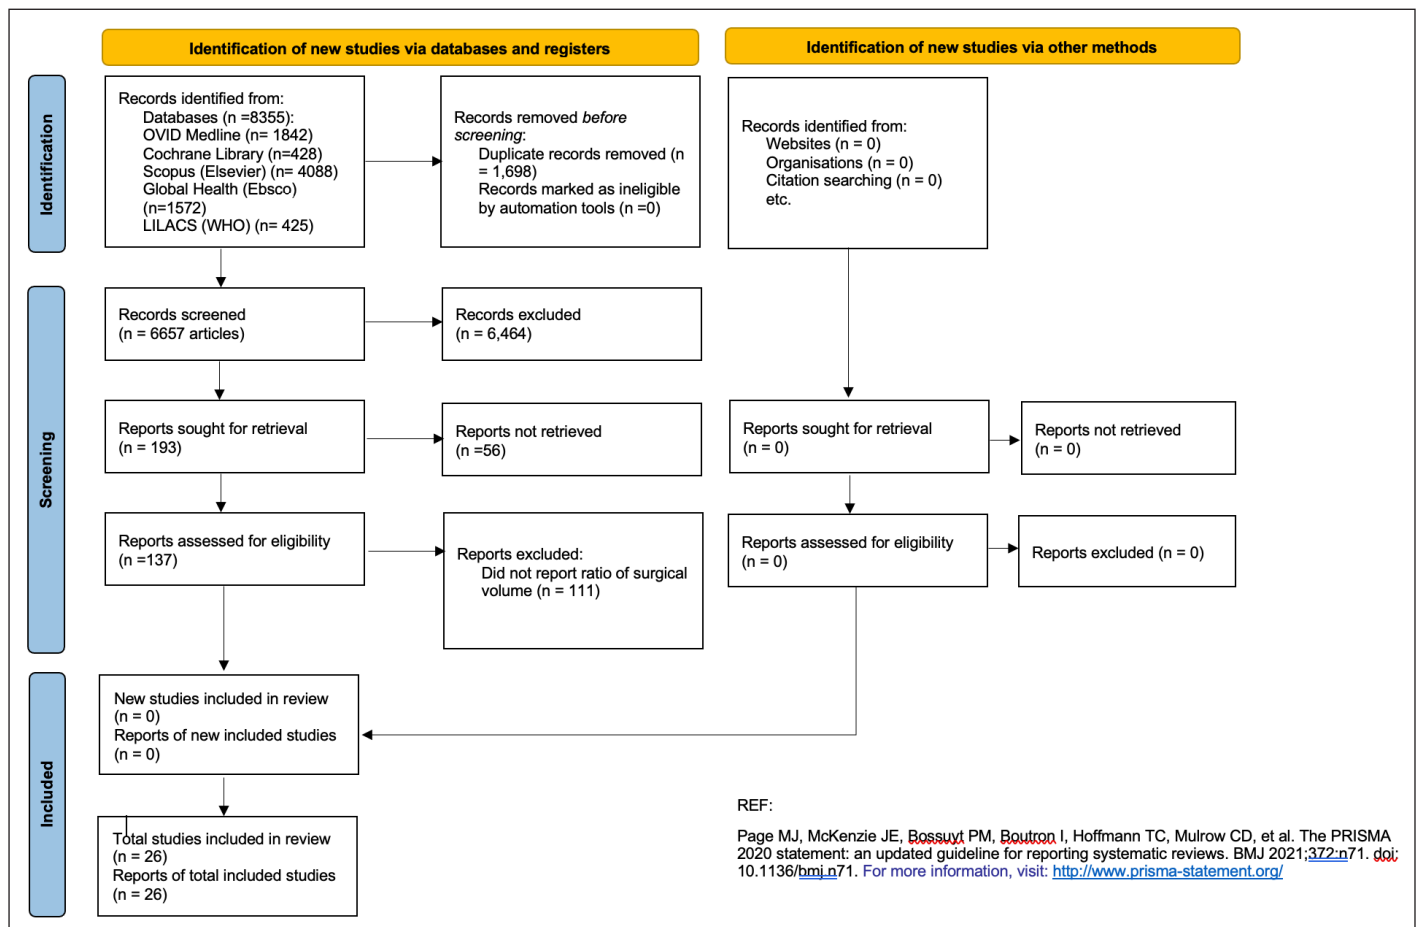 Identification of new studies via databases and registers
Identification of new studies via other methods
Identification
Records identified from:
Databases (n =8355):
OVID Medline (n= 1842)
Cochrane Library (n=428)
Scopus (Elsevier) (n= 4088)
Global Health (Ebsco)
(n=1572)
LILACS (WHO) (n= 425)
Records removed before
screening:
Duplicate records removed (n
= 1,698)
Records marked as ineligible
by automation tools (n =0)
Records identified from:
Websites (n = 0)
Organisations (n = 0)
Citation searching (n = 0)
etc.
Screening
Records screened
(n = 6657 articles)
Records excluded
(n = 6,464)
Reports sought for retrieval
(n = 193)
Reports not retrieved
(n =56)
Reports sought for retrieval
(n = 0)
Reports not retrieved
(n = 0)
Reports assessed for eligibility
(n =137)
Reports excluded:
Did not report ratio of surgical
volume (n = 111)
Reports assessed for eligibility
(n = 0)
Reports excluded (n = 0)
Included
New studies included in review
(n = 0)
Reports of new included studies
(n = 0)
Total studies included in review
(n = 26)
Reports of total included studies
(n = 26)
REF:
Page MJ, McKenzie JE, Bossuyt PM, Boutron I, Hoffmann TC, Mulrow CD, et al. The PRISMA
2020 statement: an updated guideline for reporting systematic reviews. BMJ 2021;372:n71. doi:
10.1136/bmj.n71. For more information, visit: http://www.prisma-statement.org/